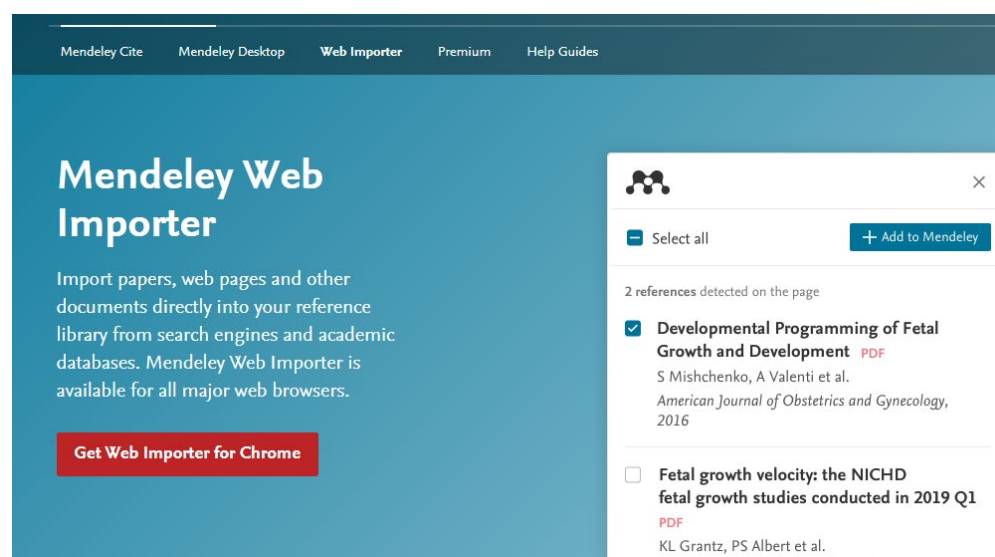 Mendeley Cite Mendeley Desktop Web Importer Premium Help Guides
Mendeley Web
Importer
Import papers, web pages and other
documents directly into your reference
library from search engines and academic
databases. Mendeley Web Importer is
available for all major web browsers.
Get Web Importer for Chrome
Select all
+ Add to Mendeley
2 references detected on the page
Developmental Programming of Fetal
Growth and Development PDF
S Mishchenko, A Valenti et al.
American Journal of Obstetrics and Gynecology,
2016
Fetal growth velocity: the NICHD
fetal growth studies conducted in 2019 Q1
PDF
KL Grantz, PS Albert et al.